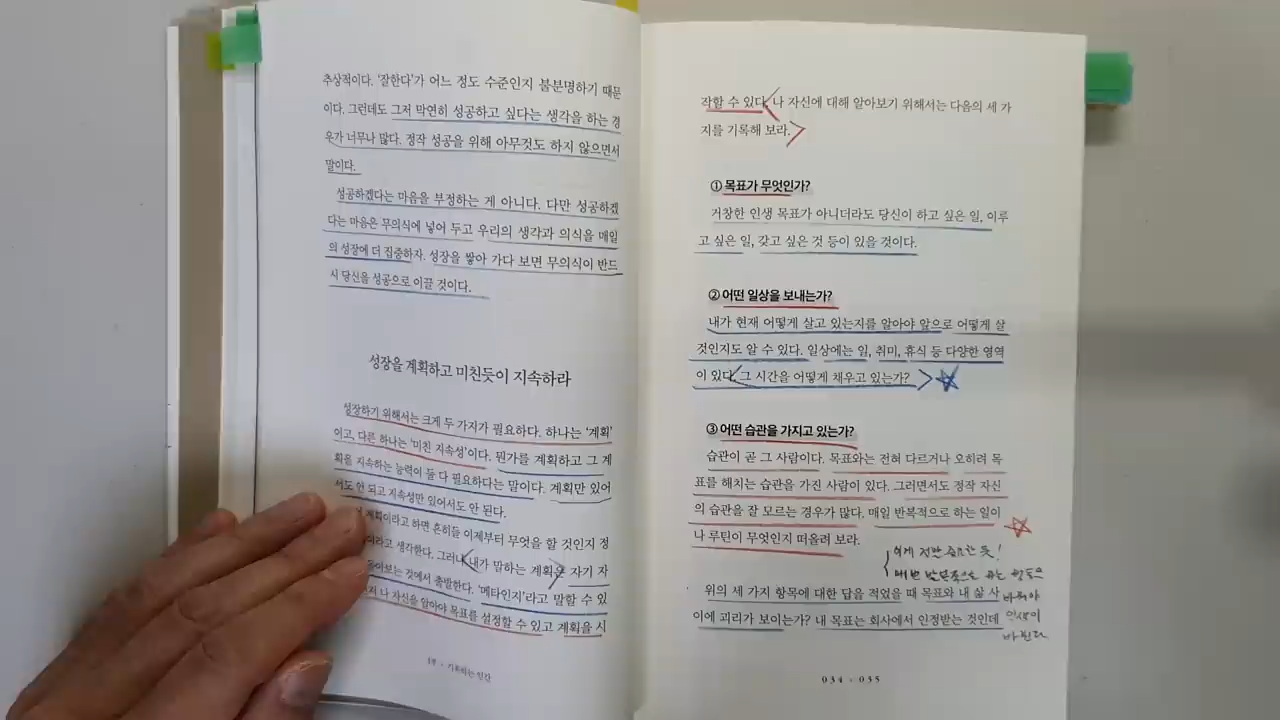 추상적이다. '잘한다'가 어느 정도 수준인지 불분명하기 때문
이다. 그런데도 그저 막연히 성공하고 싶다는 생각을 하는 경
우가 너무나 많다. 정작 성공을 위해 아무것도 하지 않으면서
말이다.
성공하겠다는 마음을 부정하는 게 아니다. 다만 성공하겠
다는 마음은 무의식에 넣어 두고 우리의 생각과 의식을 매일
의 성장에 더 집중하자. 성장을 쌓아 가다 보면 무의식이 반드
시 당신을 성공으로 이끌 것이다.
성장을 계획하고 미친듯이 지속하라
성장하기 위해서는 크게 두 가지가 필요하다. 하나는 '계획'
이고, 다른 하나는 '미친 지속성'이다. 뭔가를 계획하고 그 계
획을 지속하는 능력이 둘 다 필요하다는 말이다. 계획만 있어
서도 안 되고 지속성만 있어서도 안 된다.
계획이라고 하면 흔히들 이제부터 무엇을 할 것인지 정
이라고 생각한다. 그러나 내가 말하는 계획은 자기 자
돌아보는 것에서 출발한다. '메타인지'라고 말할 수 있
나 자신을 알아야 목표를 설정할 수 있고 계획을 시
기록하는 인간
작할 수 있다. 나 자신에 대해 알아보기 위해서는 다음의 세 가
지를 기록해 보라.
① 목표가 무엇인가?
거창한 인생 목표가 아니더라도 당신이 하고 싶은 일, 이루
고 싶은 일, 갖고 싶은 것 등이 있을 것이다.
② 어떤 일상을 보내는가?
내가 현재 어떻게 살고 있는지를 알아야 앞으로 어떻게 살
것인지도 알 수 있다. 일상에는 일, 취미, 휴식 등 다양한 영역
이 있다. 그 시간을 어떻게 채우고 있는가?
③ 어떤 습관을 가지고 있는가?
습관이 곧 그 사람이다. 목표와는 전혀 다르거나 오히려 목
표를 해치는 습관을 가진 사람이 있다. 그러면서도 정작 자신
의 습관을 잘 모르는 경우가 많다. 매일 반복적으로 하는 일이
나 루틴이 무엇인지 떠올려 보라.
위의 세 가지 항목에 대한 답을 적었을 때 목표와 내 삶 사
이에 괴리가 보이는가? 내 목표는 회사에서 인정받는 것인데
바꿔야
인생이
바뀐다
034 · 035